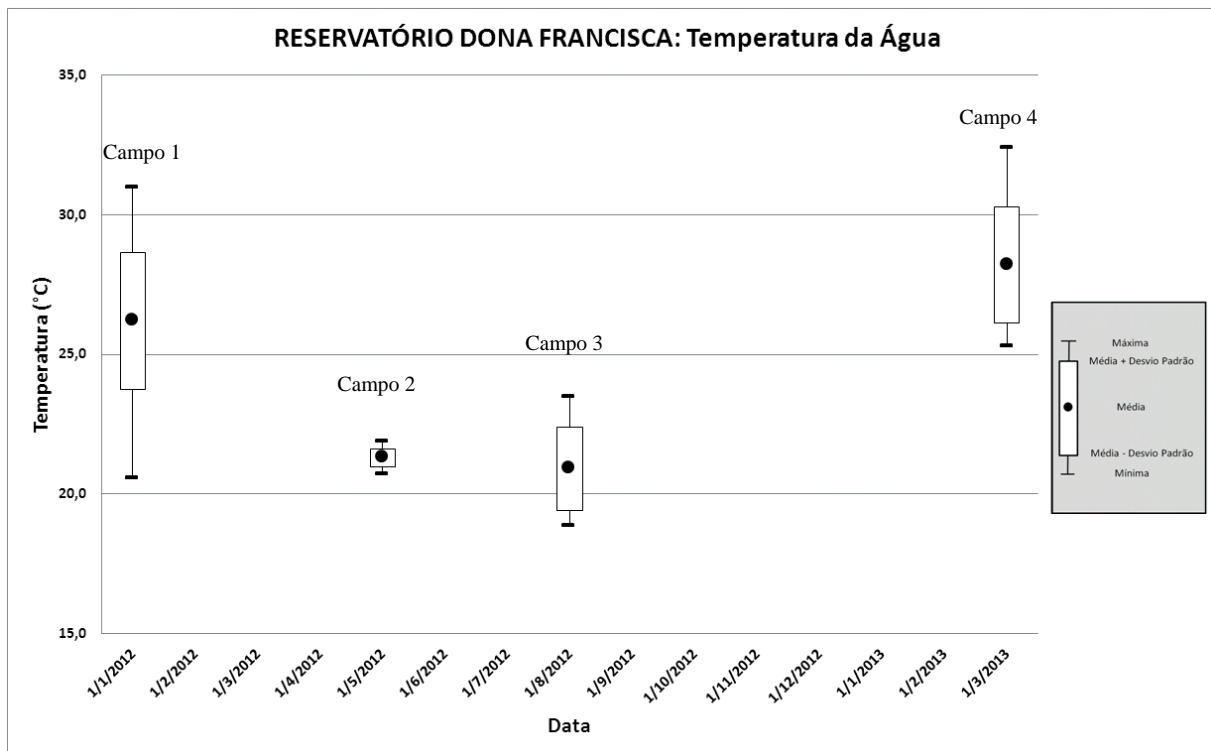 RESERVATÓRIO DONA FRANCISCA: Temperatura da Água
35,0
30,0
25,0
20,0
15,0
Temperatura (°C)
Campo 1
Campo 2
Campo 3
Campo 4
1/1/2012
1/2/2012
1/3/2012
1/4/2012
1/5/2012
1/6/2012
1/7/2012
1/8/2012
1/9/2012
1/10/2012
1/11/2012
1/12/2012
1/1/2013
1/2/2013
1/3/2013
Data
Máxima
Média + Desvio Padrão
Média
Média - Desvio Padrão
Mínima